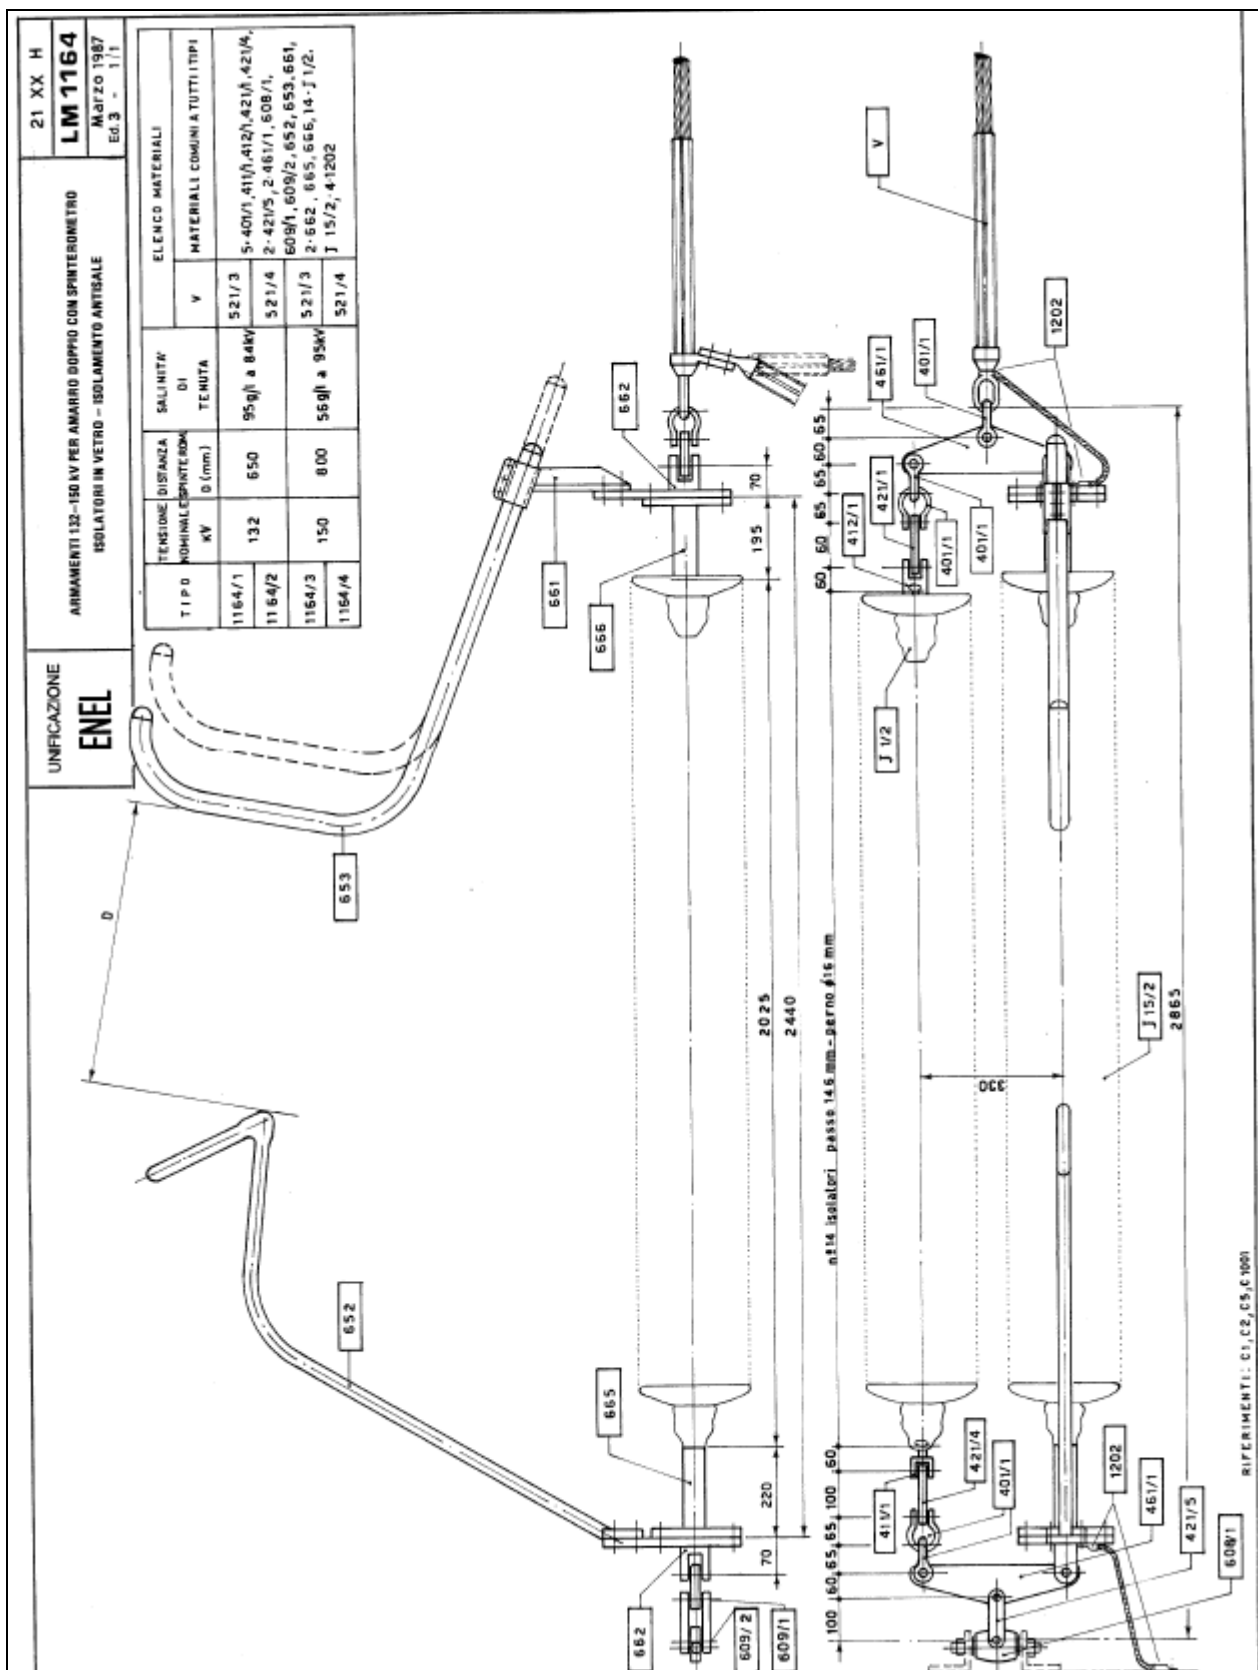 UNIFICAZIONE
ENEL
ARMAMENTI 132-150 KV PER AMARRO DOPPIO CON SPINTEROMETRO
ISOLATORI IN VETRO - ISOLAMENTO ANTISALE
21 XX H
LM 1164
Marzo 1987
Ed. 3 - 1/1
TIPO
TENSIONE NOMINALE KV
DISTANZA SPINTEROM. D (mm)
SALINITA' DI TENUTA
ELENCO MATERIALI
V
MATERIALI COMUNI A TUTTI I TIPI
1164/1
132
650
95g/l a 84kV
521/3
1164/2
521/4
1164/3
150
800
56g/l a 95kV
521/3
1164/4
521/4
5-401/1, 411/1, 412/1, 421/1, 421/4,
2-421/5, 2-461/1, 608/1,
609/1, 609/2, 652, 653, 661,
2-662, 665, 666, 14-J 1/2.
J 15/2, 4-1202
D
653
652
661
662
666
665
662
609/2
609/1
70
195
2025
2440
220
70
V
1202
401/1
461/1
421/1
412/1
401/1
401/1
J 1/2
65
60
65
65
60
60
n° 14 isolatori passo 146 mm - perno ø 16 mm
330
J 15/2
2865
60
100
65
65
60
100
411/1
421/4
401/1
1202
461/1
421/5
608/1
RIFERIMENTI: C1, C2, C5, C 1001